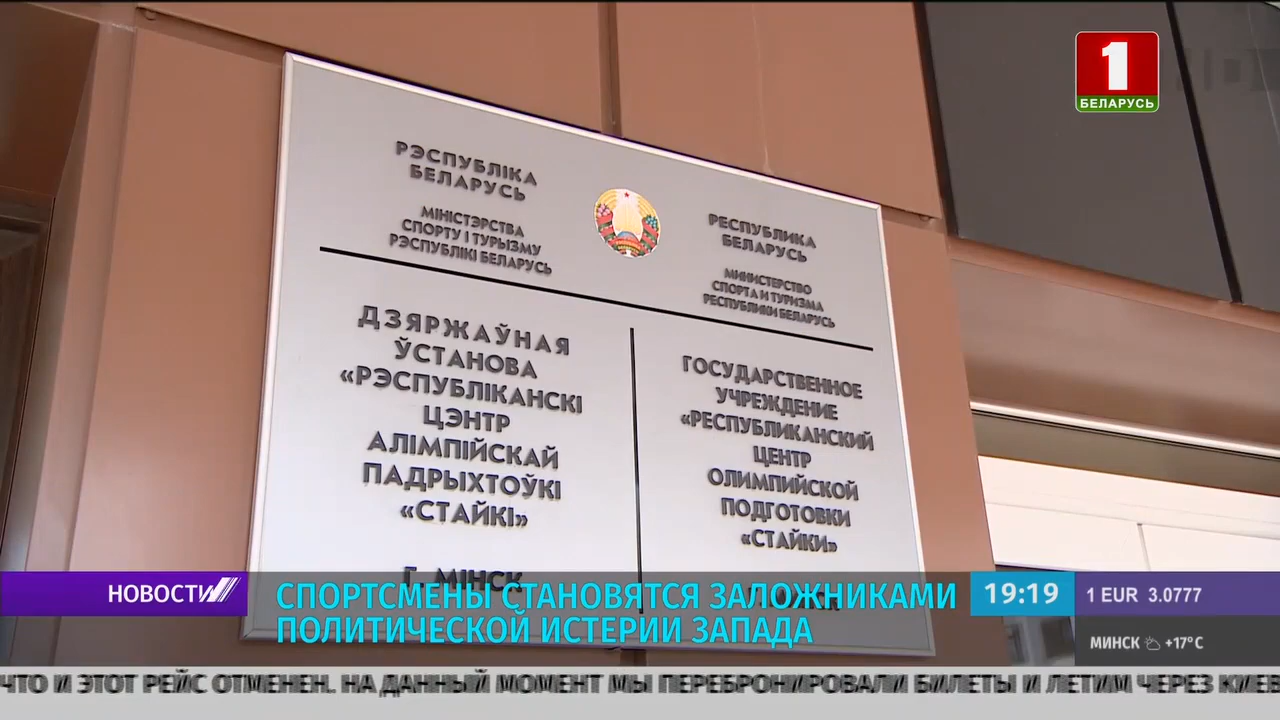 1
БЕЛАРУСЬ
РЭСПУБЛІКА
БЕЛАРУСЬ
МІНІСТЭРСТВА
СПОРТУ І ТУРЫЗМУ
РЭСПУБЛІКІ БЕЛАРУСЬ
РЕСПУБЛИКА
БЕЛАРУСЬ
МИНИСТЕРСТВО
СПОРТА И ТУРИЗМА
РЕСПУБЛИКИ БЕЛАРУСЬ
ДЗЯРЖАЎНАЯ
ЎСТАНОВА
«РЭСПУБЛІКАНСКІ
ЦЭНТР
АЛІМПІЙСКАЙ
ПАДРЫХТОЎКІ
«СТАЙКІ»
Г. МІНСК
ГОСУДАРСТВЕННОЕ
УЧРЕЖДЕНИЕ
«РЕСПУБЛИКАНСКИЙ
ЦЕНТР
ОЛИМПИЙСКОЙ
ПОДГОТОВКИ
«СТАЙКИ»
НОВОСТИ
СПОРТСМЕНЫ СТАНОВЯТСЯ ЗАЛОЖНИКАМИ
ПОЛИТИЧЕСКОЙ ИСТЕРИИ ЗАПАДА
19:19
1 EUR 3.0777
МИНСК +17°C
ЧТО И ЭТОТ РЕЙС ОТМЕНЕН. НА ДАННЫЙ МОМЕНТ МЫ ПЕРЕБРОНИРОВАЛИ БИЛЕТЫ И ЛЕТИМ ЧЕРЕЗ КИЕВ